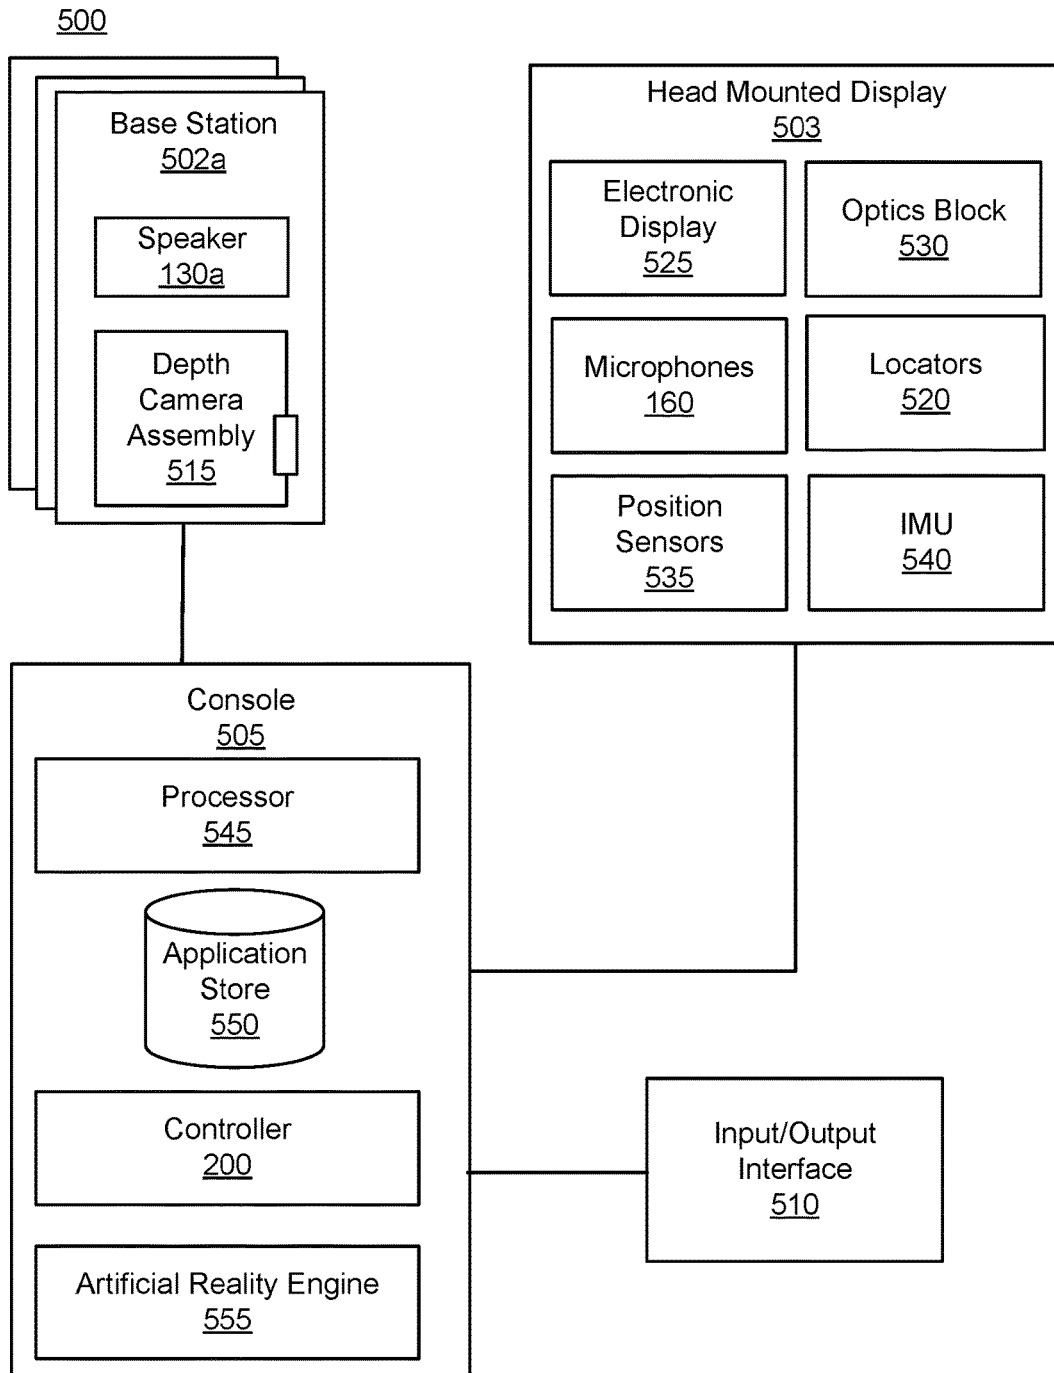 500
Base Station
502a
Speaker
130a
Depth
Camera
Assembly
515
Head Mounted Display
503
Electronic
Display
525
Optics Block
530
Microphones
160
Locators
520
Position
Sensors
535
IMU
540
Console
505
Processor
545
Application
Store
550
Controller
200
Artificial Reality Engine
555
Input/Output
Interface
510